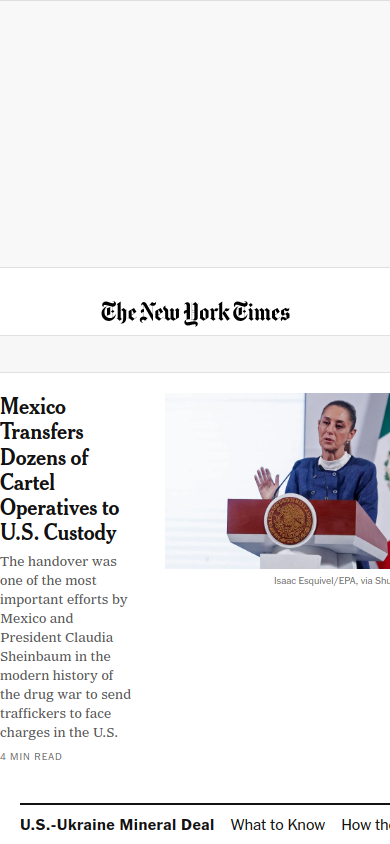 The New York Times
Mexico
Transfers
Dozens of
Cartel
Operatives to
U.S. Custody
The handover was
one of the most
important efforts by
Mexico and
President Claudia
Sheinbaum in the
modern history of
the drug war to send
traffickers to face
charges in the U.S.
4 MIN READ
Isaac Esquivel/EPA, via Shu
U.S.-Ukraine Mineral Deal What to Know How the